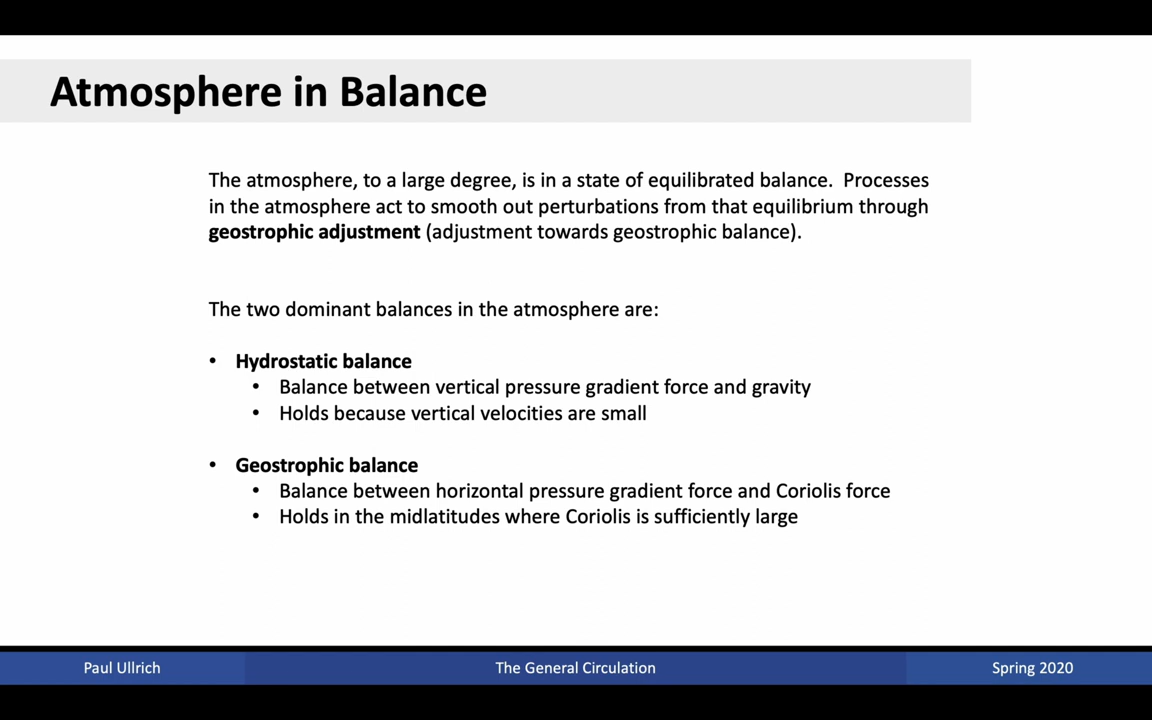 Atmosphere in Balance
The atmosphere, to a large degree, is in a state of equilibrated balance.  Processes
in the atmosphere act to smooth out perturbations from that equilibrium through
geostrophic adjustment (adjustment towards geostrophic balance).
The two dominant balances in the atmosphere are:
• Hydrostatic balance
• Balance between vertical pressure gradient force and gravity
• Holds because vertical velocities are small
• Geostrophic balance
• Balance between horizontal pressure gradient force and Coriolis force
• Holds in the midlatitudes where Coriolis is sufficiently large
Paul Ullrich
The General Circulation
Spring 2020